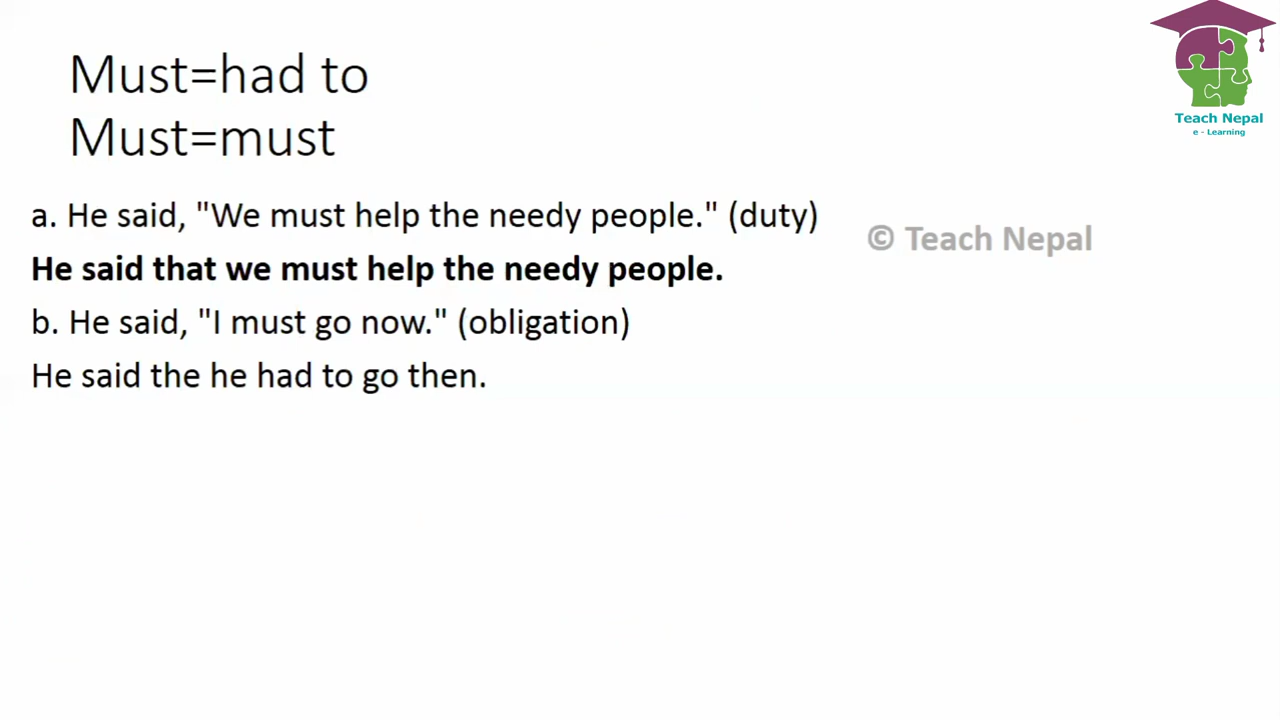 Must=had to
Must=must
Teach Nepal
e - Learning
a. He said, "We must help the needy people." (duty)
© Teach Nepal
He said that we must help the needy people.
b. He said, "I must go now." (obligation)
He said the he had to go then.